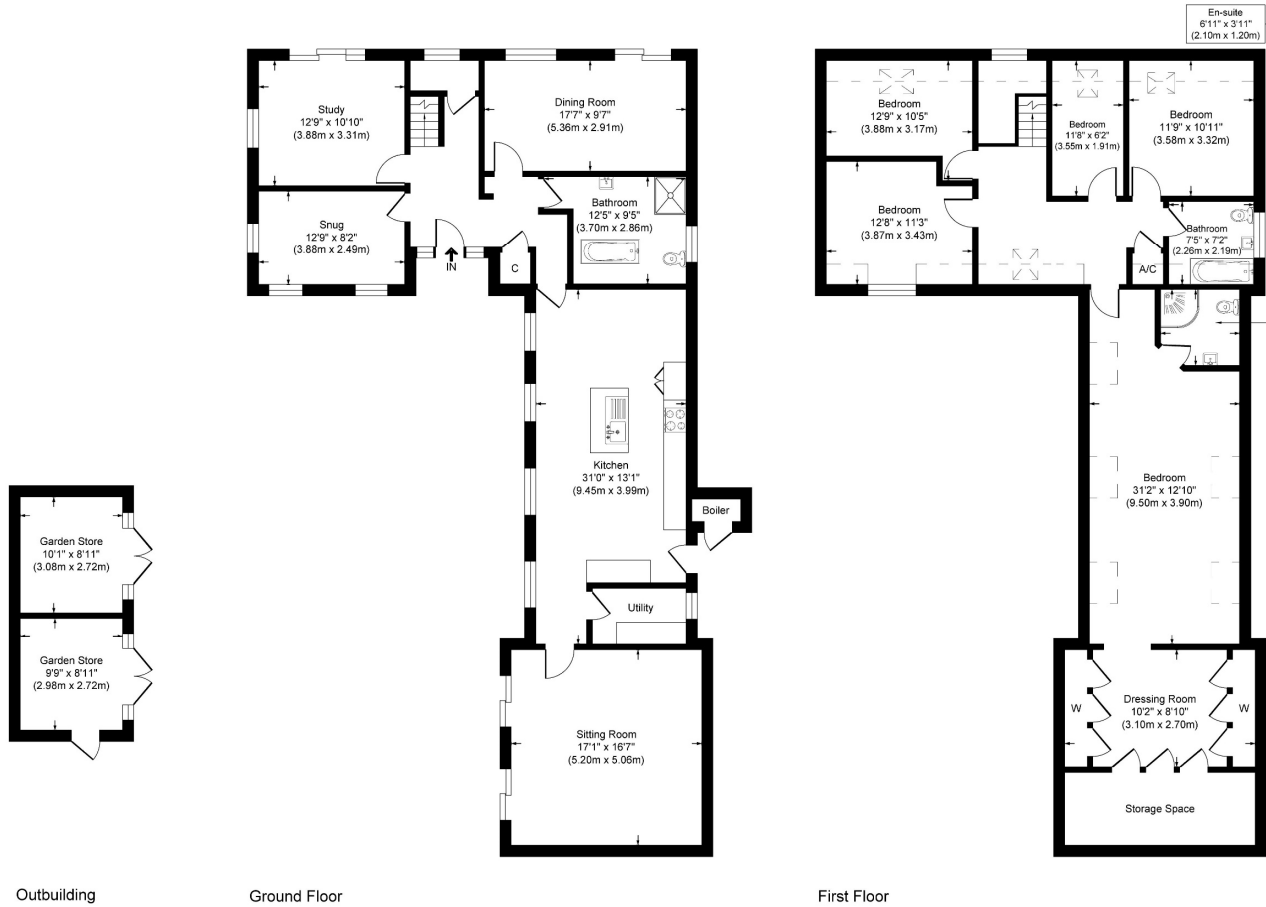 En-suite
6'11" x 3'11"
(2.10m x 1.20m)
Study
12'9" x 10'10"
(3.88m x 3.31m)
Dining Room
17'7" x 9'7"
(5.36m x 2.91m)
Snug
12'9" x 8'2"
(3.88m x 2.49m)
Bathroom
12'5" x 9'5"
(3.70m x 2.86m)
IN
C
Kitchen
31'0" x 13'1"
(9.45m x 3.99m)
Boiler
Utility
Sitting Room
17'1" x 16'7"
(5.20m x 5.06m)
Garden Store
10'1" x 8'11"
(3.08m x 2.72m)
Garden Store
9'9" x 8'11"
(2.98m x 2.72m)
Bedroom
12'9" x 10'5"
(3.88m x 3.17m)
Bedroom
11'8" x 6'2"
(3.55m x 1.91m)
Bedroom
11'9" x 10'11"
(3.58m x 3.32m)
Bedroom
12'8" x 11'3"
(3.87m x 3.43m)
Bathroom
7'5" x 7'2"
(2.26m x 2.19m)
A/C
Bedroom
31'2" x 12'10"
(9.50m x 3.90m)
W
Dressing Room
10'2" x 8'10"
(3.10m x 2.70m)
W
Storage Space
Outbuilding
Ground Floor
First Floor